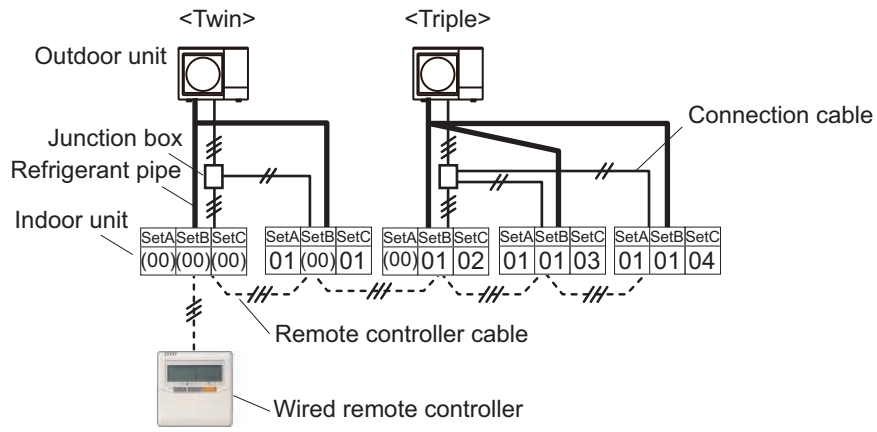 <Twin>
<Triple>
Outdoor unit
Connection cable
Junction box
Refrigerant pipe
Indoor unit
SetA SetB SetC SetA SetB SetC SetA SetB SetC SetA SetB SetC SetA SetB SetC
(00) (00) (00) 01 (00) 01 (00) 01 02 01 01 03 01 01 04
Remote controller cable
Wired remote controller